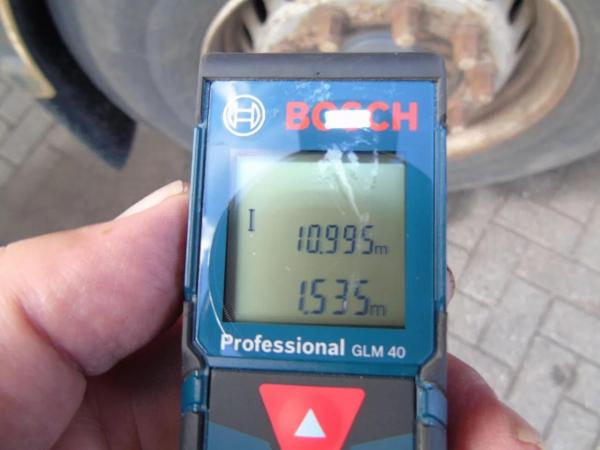 BOSCH
I
10.995m
1.535m
Professional GLM 40